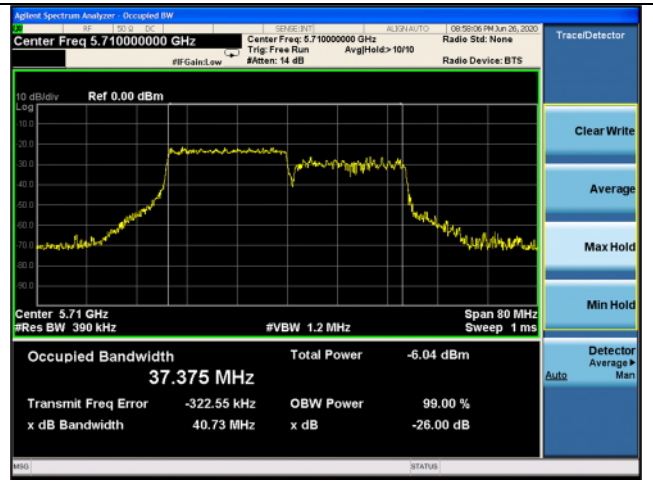 Agilent Spectrum Analyzer - Occupied BW
RF 50 Ω DC SENSE:INT ALIGNAUTO 08:58:06 PM Jun 26, 2020
Center Freq 5.710000000 GHz Center Freq: 5.710000000 GHz Radio Std: None Trace/Detector
Trig: Free Run Avg|Hold:>10/10
#IFGain:Low #Atten: 14 dB Radio Device: BTS
10 dB/div Ref 0.00 dBm
Log
-10.0
-20.0
-30.0
-40.0
-50.0
-60.0
-70.0
-80.0
-90.0
Clear Write
Average
Max Hold
Min Hold
Center 5.71 GHz Span 80 MHz
#Res BW 390 kHz #VBW 1.2 MHz Sweep 1 ms
Occupied Bandwidth Total Power -6.04 dBm
37.375 MHz
Transmit Freq Error -322.55 kHz OBW Power 99.00 %
x dB Bandwidth 40.73 MHz x dB -26.00 dB
Detector
Average
Auto Man
MSG STATUS